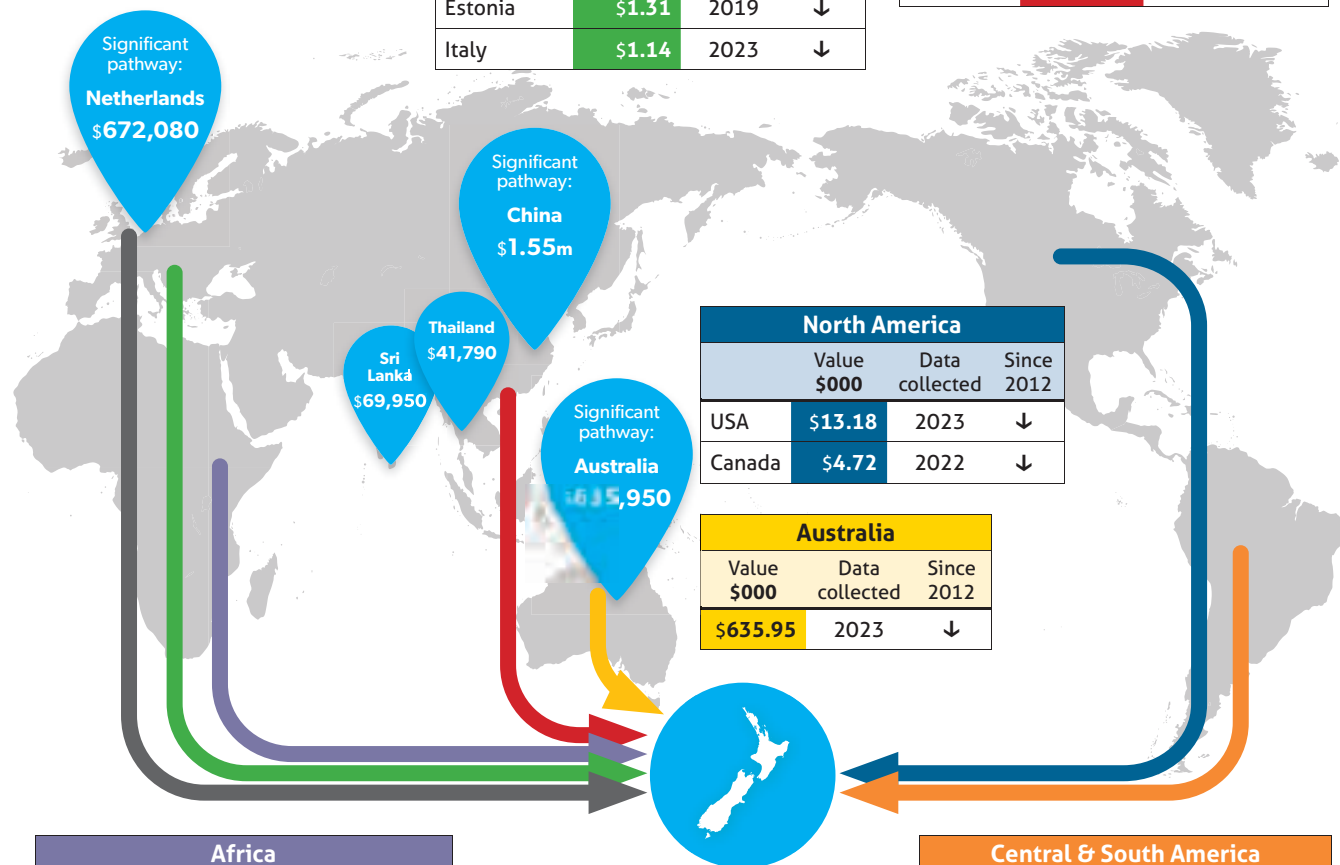 Estonia $1.31 2019 ↓
Italy $1.14 2023 ↓
Significant
pathway:
Netherlands
$672,080
Significant
pathway:
China
$1.55m
Thailand
$41,790
Sri
Lanka
$69,950
Significant
pathway:
Australia
,950
North America
Value Data Since
$000 collected 2012
USA $13.18 2023 ↓
Canada $4.72 2022 ↓
Australia
Value Data Since
$000 collected 2012
$635.95 2023 ↓
Africa
Central & South America